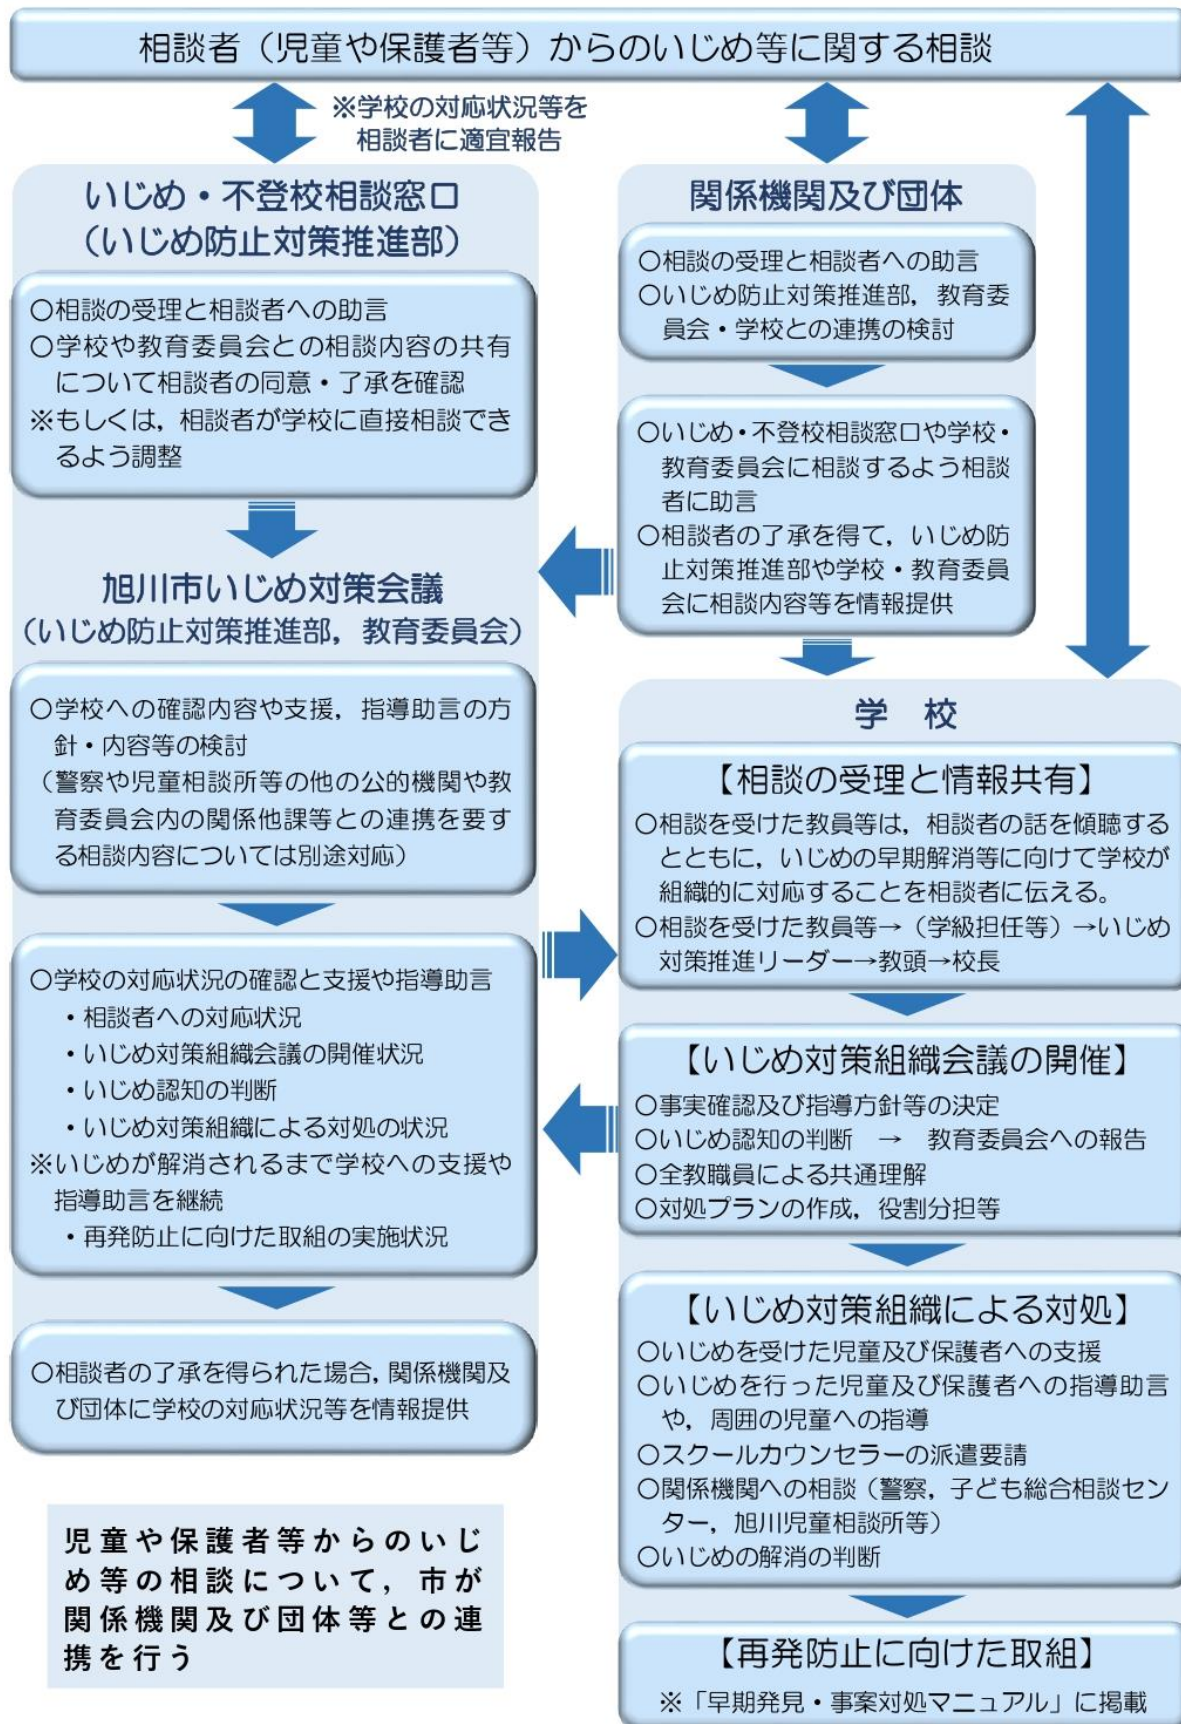 相談者（児童や保護者等）からのいじめ等に関する相談
※学校の対応状況等を
相談者に適宜報告
いじめ・不登校相談窓口
（いじめ防止対策推進部）
○相談の受理と相談者への助言
○学校や教育委員会との相談内容の共有
について相談者の同意・了承を確認
※もしくは，相談者が学校に直接相談でき
るよう調整
旭川市いじめ対策会議
（いじめ防止対策推進部，教育委員会）
○学校への確認内容や支援，指導助言の方
針・内容等の検討
（警察や児童相談所等の他の公的機関や教
育委員会内の関係他課等との連携を要す
る相談内容については別途対応）
○学校の対応状況の確認と支援や指導助言
・相談者への対応状況
・いじめ対策組織会議の開催状況
・いじめ認知の判断
・いじめ対策組織による対処の状況
※いじめが解消されるまで学校への支援や
指導助言を継続
・再発防止に向けた取組の実施状況
○相談者の了承を得られた場合，関係機関及
び団体に学校の対応状況等を情報提供
児童や保護者等からのいじ
め等の相談について，市が
関係機関及び団体等との連
携を行う
関係機関及び団体
○相談の受理と相談者への助言
○いじめ防止対策推進部，教育委
員会・学校との連携の検討
○いじめ・不登校相談窓口や学校・
教育委員会に相談するよう相談
者に助言
○相談者の了承を得て，いじめ防
止対策推進部や学校・教育委員
会に相談内容等を情報提供
学　校
【相談の受理と情報共有】
○相談を受けた教員等は，相談者の話を傾聴する
とともに，いじめの早期解消等に向けて学校が
組織的に対応することを相談者に伝える。
○相談を受けた教員等→（学級担任等）→いじめ
対策推進リーダー→教頭→校長
【いじめ対策組織会議の開催】
○事実確認及び指導方針等の決定
○いじめ認知の判断　→　教育委員会への報告
○全教職員による共通理解
○対処プランの作成，役割分担等
【いじめ対策組織による対処】
○いじめを受けた児童及び保護者への支援
○いじめを行った児童及び保護者への指導助言
や，周囲の児童への指導
○スクールカウンセラーの派遣要請
○関係機関への相談（警察，子ども総合相談セン
ター，旭川児童相談所等）
○いじめの解消の判断
【再発防止に向けた取組】
※「早期発見・事案対処マニュアル」に掲載